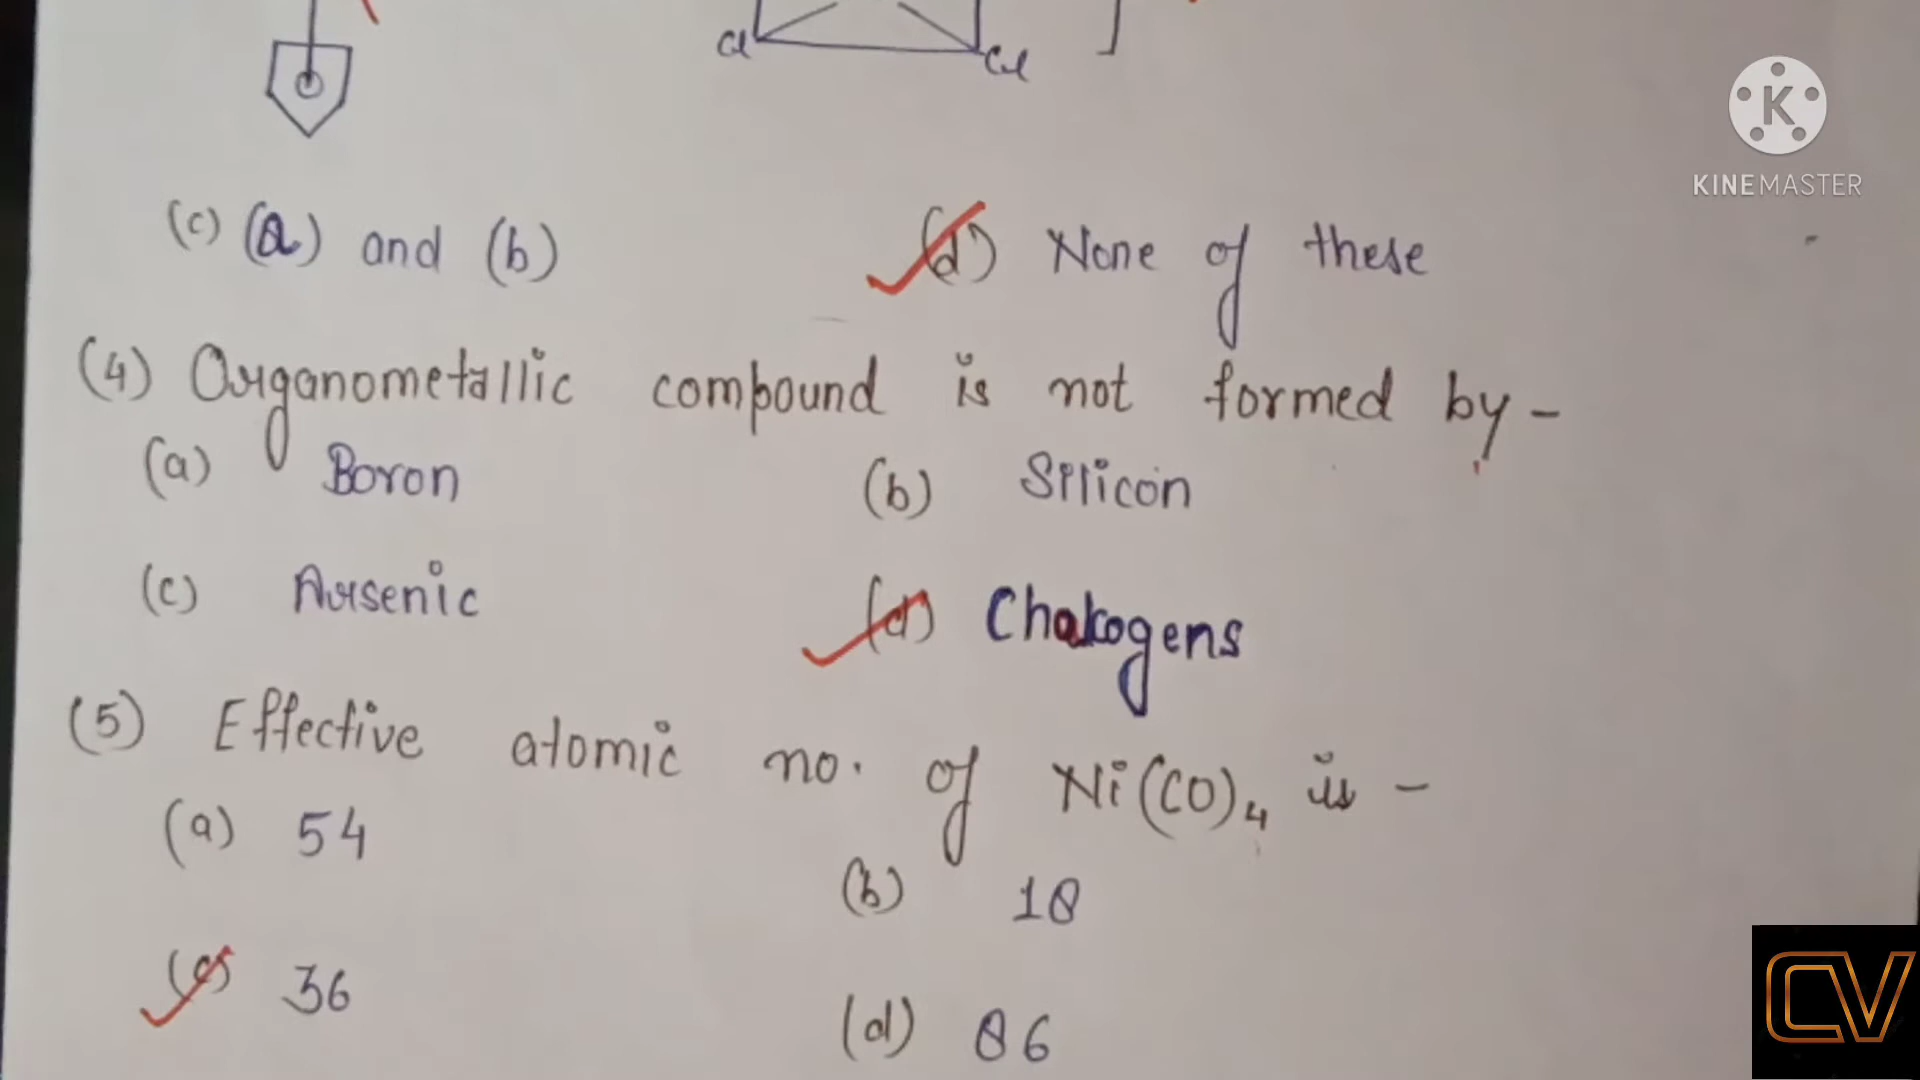 Cl
Cl
K
KINEMASTER
(c) (a) and (b) (d) None of these
(4) Organometallic compound is not formed by -
(a) Boron (b) Silicon
(c) Arsenic (d) Chalcogens
(5) Effective atomic no. of Ni(CO)₄ is -
(a) 54
(b) 18
(c) 36
(d) 86
CV